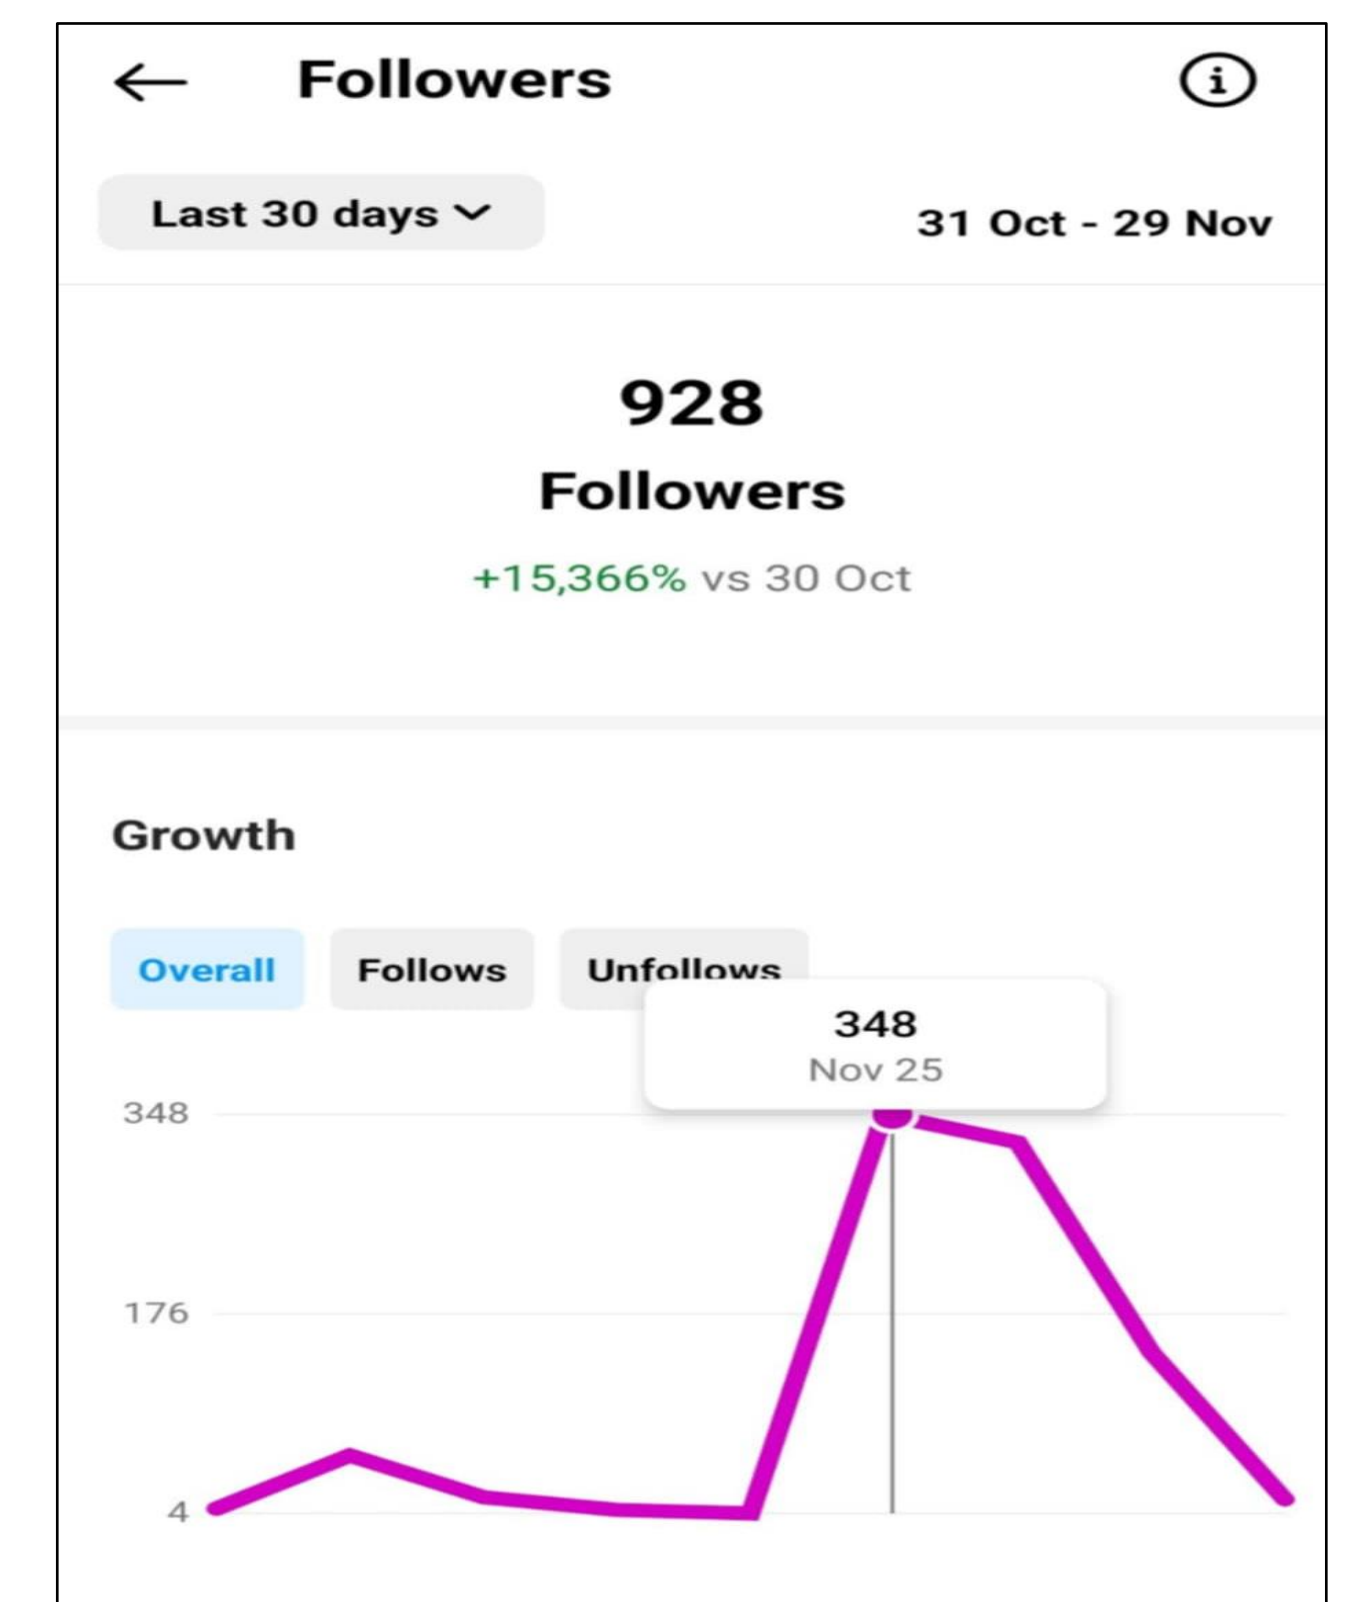 Followers
Last 30 days
31 Oct - 29 Nov
928
Followers
+15,366% vs 30 Oct
Growth
Overall
Follows
Unfollows
348
Nov 25
348
176
4